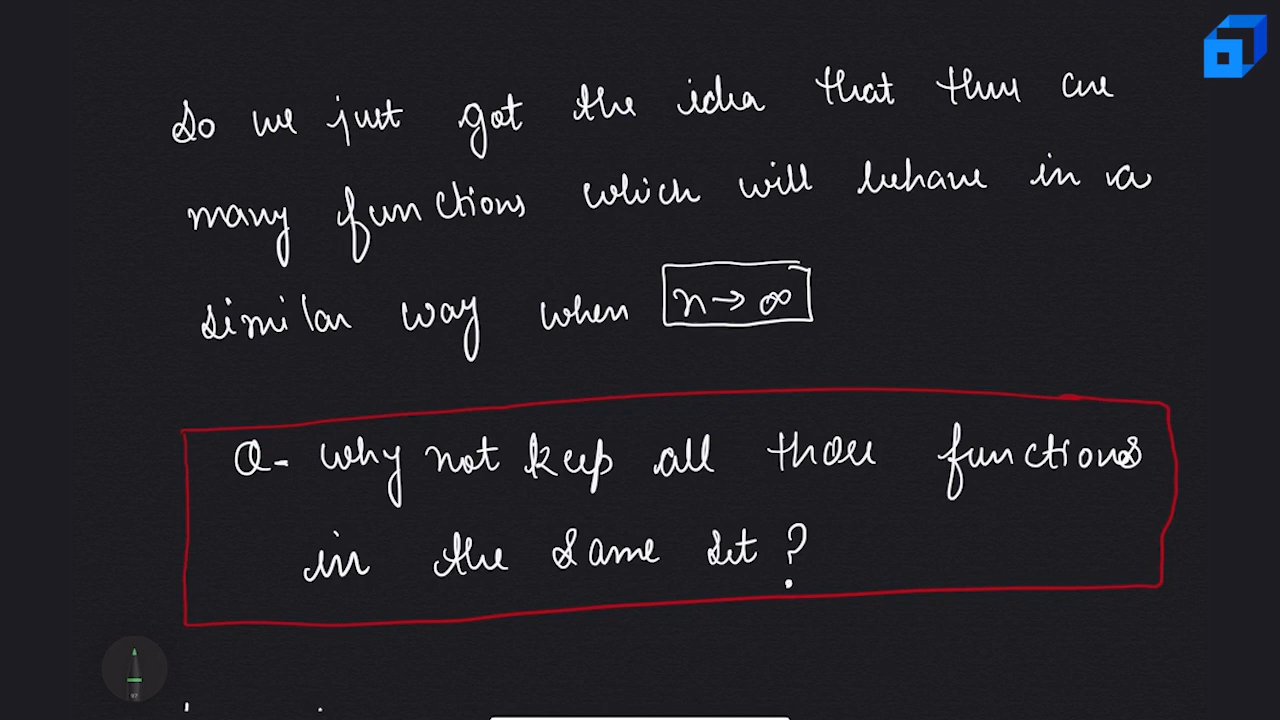 So we just got the idea that there are
many functions which will behave in a
similar way when n → ∞
Q- Why not keep all those functions
in the same set ?